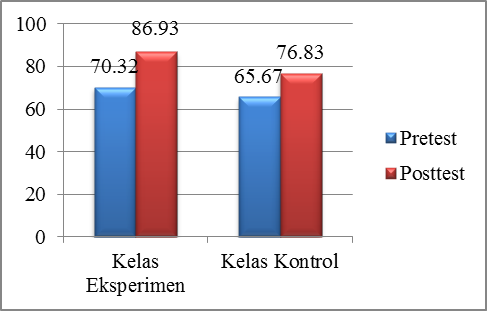 100
80
60
40
20
0
70.32
86.93
65.67
76.83
Kelas
Eksperimen
Kelas Kontrol
Pretest
Posttest